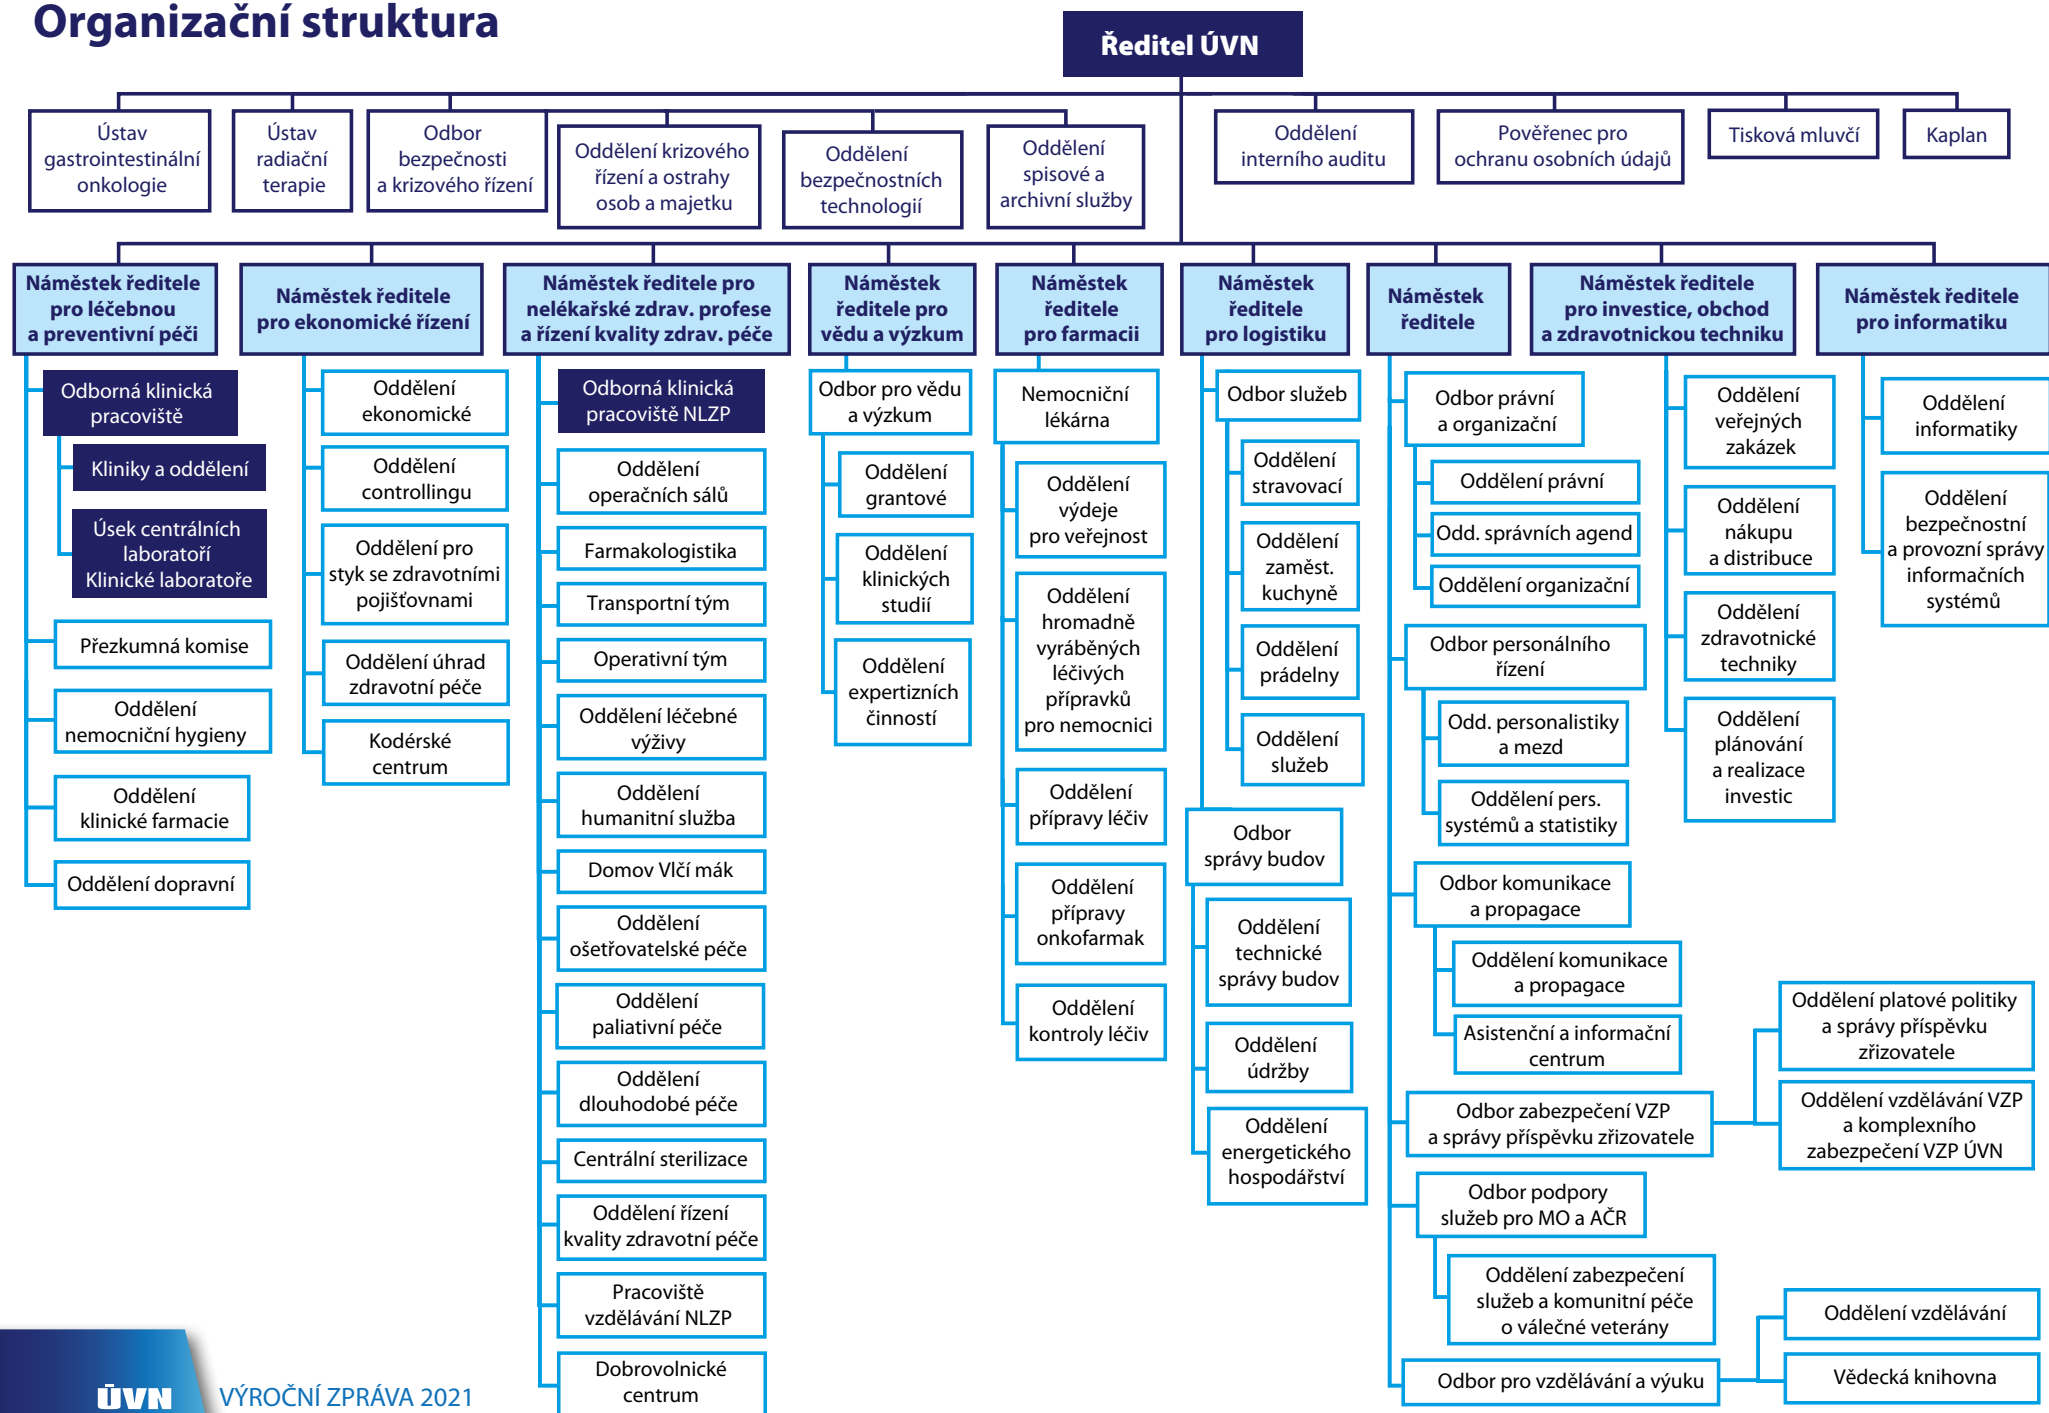 Organizační struktura
Ředitel ÚVN
Ústav
gastrointestinální
onkologie
Ústav
radiační
terapie
Odbor
bezpečnosti
a krizového řízení
Oddělení krizového
řízení a ostrahy
osob a majetku
Oddělení
bezpečnostních
technologií
Oddělení
spisové a
archivní služby
Oddělení
interního auditu
Pověřenec pro
ochranu osobních údajů
Tisková mluvčí
Kaplan
Náměstek ředitele
pro léčebnou
a preventivní péči
Náměstek ředitele
pro ekonomické řízení
Náměstek ředitele pro
nelékařské zdrav. profese
a řízení kvality zdrav. péče
Náměstek
ředitele pro
vědu a výzkum
Náměstek
ředitele
pro farmacii
Náměstek
ředitele
pro logistiku
Náměstek
ředitele
Náměstek ředitele
pro investice, obchod
a zdravotnickou techniku
Náměstek ředitele
pro informatiku
Odborná klinická
pracoviště
Kliniky a oddělení
Úsek centrálních
laboratoří
Klinické laboratoře
Přezkumná komise
Oddělení
nemocniční hygieny
Oddělení
klinické farmacie
Oddělení dopravní
Oddělení
ekonomické
Oddělení
controllingu
Oddělení pro
styk se zdravotními
pojišťovnami
Oddělení úhrad
zdravotní péče
Kodérské
centrum
Odborná klinická
pracoviště NLZP
Oddělení
operačních sálů
Farmakologistika
Transportní tým
Operativní tým
Oddělení léčebné
výživy
Oddělení
humanitní služba
Domov Vlčí mák
Oddělení
ošetřovatelské péče
Oddělení
paliativní péče
Oddělení
dlouhodobé péče
Centrální sterilizace
Oddělení řízení
kvality zdravotní péče
Pracoviště
vzdělávání NLZP
Dobrovolnické
centrum
Odbor pro vědu
a výzkum
Oddělení
grantové
Oddělení
klinických
studií
Oddělení
expertizních
činností
Nemocniční
lékárna
Oddělení
výdeje
pro veřejnost
Oddělení
hromadně
vyráběných
léčivých
přípravků
pro nemocnici
Oddělení
přípravy léčiv
Oddělení
přípravy
onkofarmak
Oddělení
kontroly léčiv
Odbor služeb
Oddělení
stravovací
Oddělení
zaměst.
kuchyně
Oddělení
prádelny
Oddělení
služeb
Odbor
správy budov
Oddělení
technické
správy budov
Oddělení
údržby
Oddělení
energetického
hospodářství
Odbor právní
a organizační
Oddělení právní
Odd. správních agend
Oddělení organizační
Odbor personálního
řízení
Odd. personalistiky
a mezd
Oddělení pers.
systémů a statistiky
Odbor komunikace
a propagace
Oddělení komunikace
a propagace
Asistenční a informační
centrum
Odbor zabezpečení VZP
a správy příspěvku zřizovatele
Oddělení platové politiky
a správy příspěvku
zřizovatele
Oddělení vzdělávání VZP
a komplexního
zabezpečení VZP ÚVN
Odbor podpory
služeb pro MO a AČR
Oddělení zabezpečení
služeb a komunitní péče
o válečné veterány
Odbor pro vzdělávání a výuku
Oddělení vzdělávání
Vědecká knihovna
Oddělení
veřejných
zakázek
Oddělení
nákupu
a distribuce
Oddělení
zdravotnické
techniky
Oddělení
plánování
a realizace
investic
Oddělení
informatiky
Oddělení
bezpečnostní
a provozní správy
informačních
systémů
ÚVN
VÝROČNÍ ZPRÁVA 2021